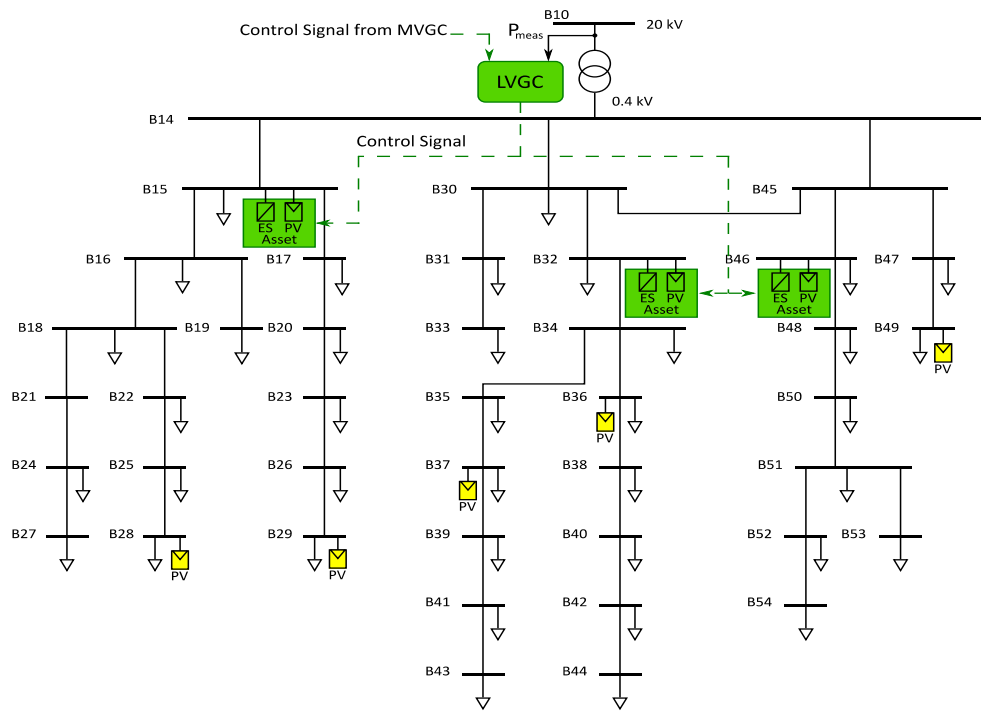 B10
20 kV
Control Signal from MVGC
Pmeas
LVGC
0.4 kV
B14
Control Signal
B15
B30
B45
ES PV
Asset
B16
B17
B31
B32
B46
B47
ES PV
Asset
ES PV
Asset
B18
B19
B20
B33
B34
B48
B49
PV
B21
B22
B23
B35
B36
B50
PV
B24
B25
B26
B37
B38
B51
PV
B27
B28
B29
B39
B40
B52
B53
PV
PV
B41
B42
B54
B43
B44